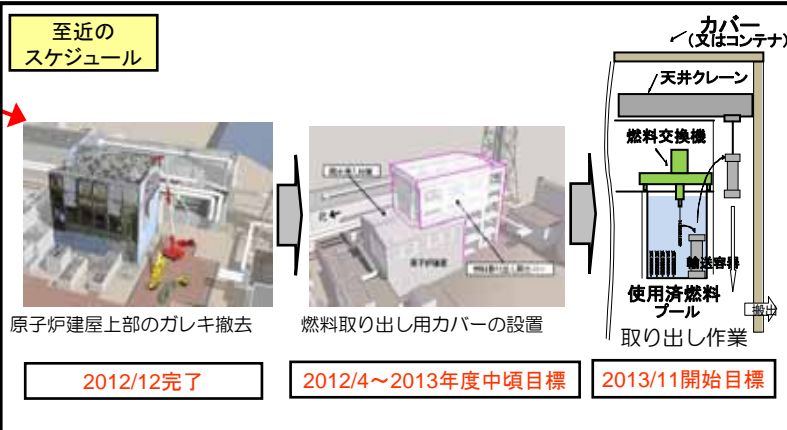 至近の
スケジュール
カバー
(又はコンテナ)
天井クレーン
燃料交換機
輸送容器
使用済燃料
プール
搬出
取り出し作業
原子炉建屋上部のガレキ撤去
燃料取り出し用カバーの設置
2012/12完了
2012/4～2013年度中頃目標
2013/11開始目標